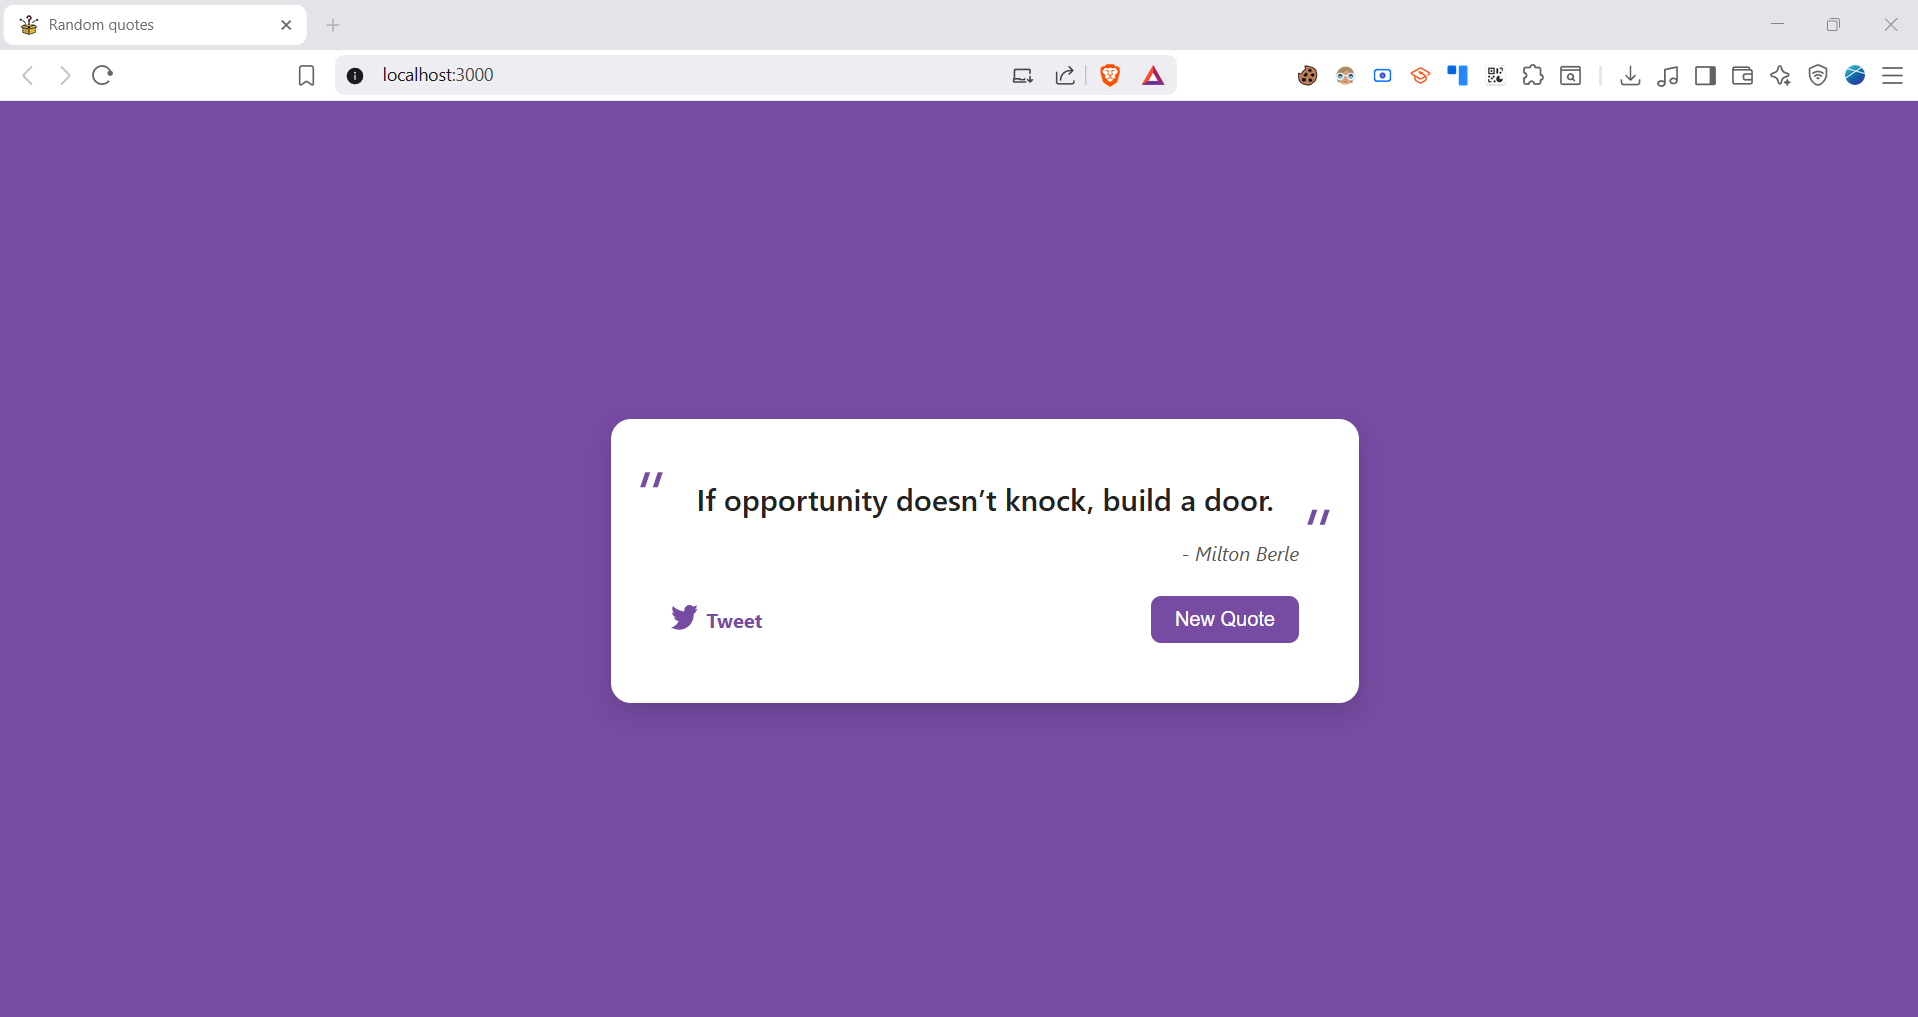 Random quotes
localhost:3000
" If opportunity doesn’t knock, build a door. "
- Milton Berle
Tweet
New Quote